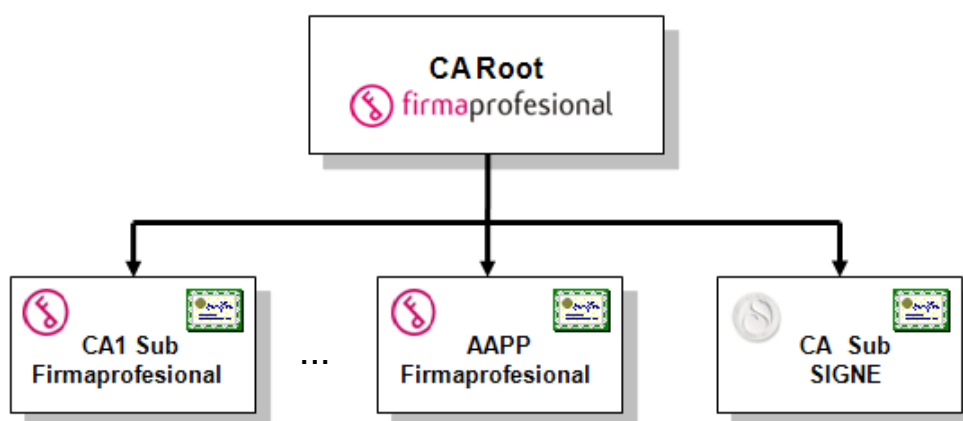 CA Root
firmaprofesional
CA1 Sub
Firmaprofesional
...
AAPP
Firmaprofesional
CA Sub
SIGNE